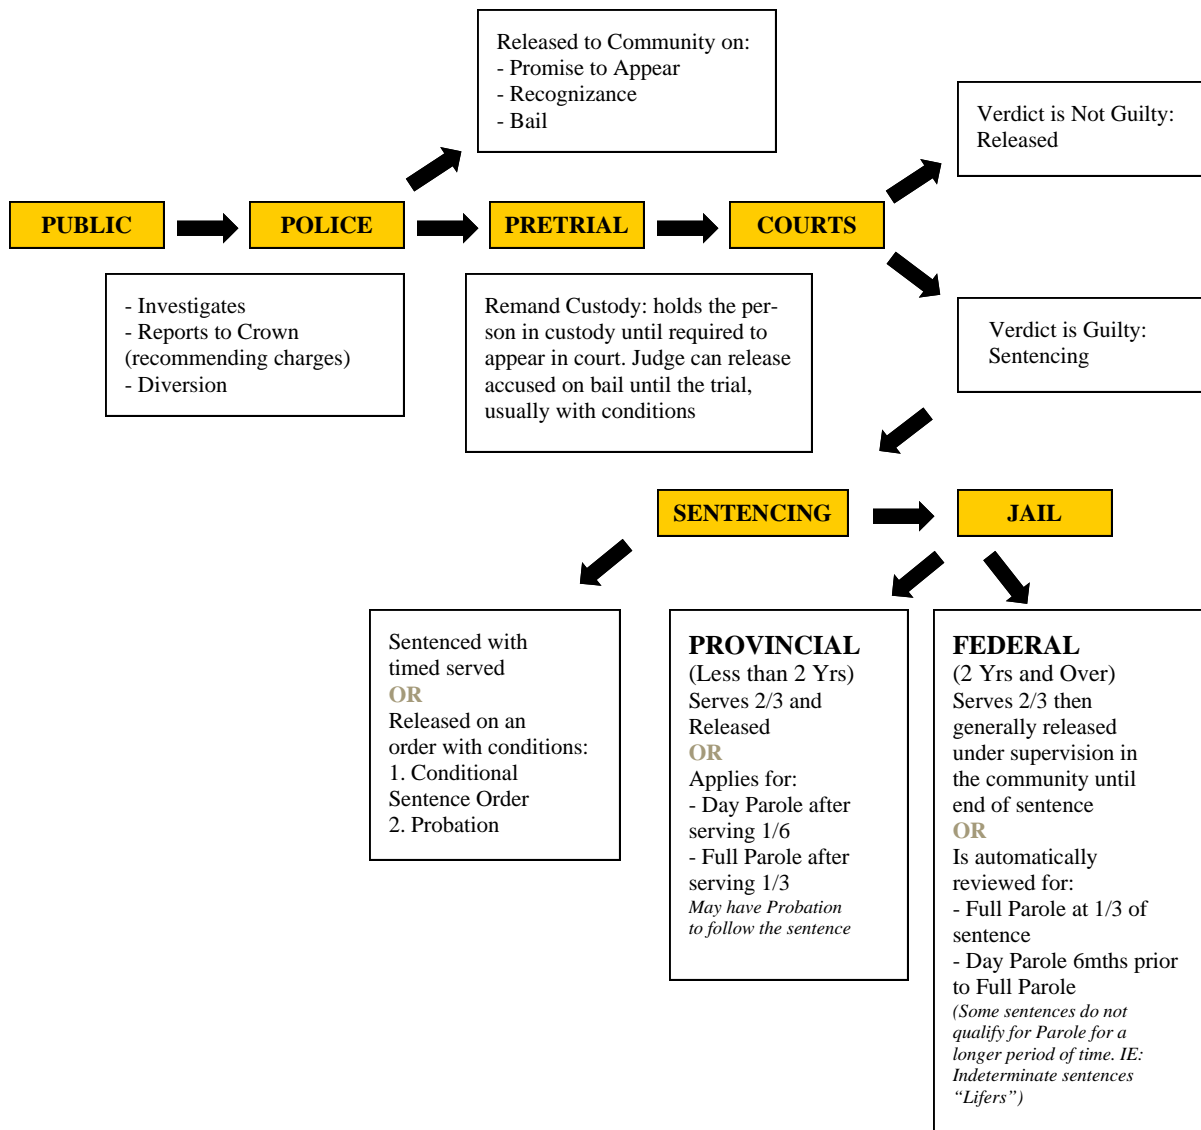 Released to Community on:
- Promise to Appear
- Recognizance
- Bail
Verdict is Not Guilty:
Released
PUBLIC
POLICE
PRETRIAL
COURTS
- Investigates
- Reports to Crown
(recommending charges)
- Diversion
Remand Custody: holds the per-
son in custody until required to
appear in court. Judge can release
accused on bail until the trial,
usually with conditions
Verdict is Guilty:
Sentencing
SENTENCING
JAIL
Sentenced with
timed served
OR
Released on an
order with conditions:
1. Conditional
Sentence Order
2. Probation
PROVINCIAL
(Less than 2 Yrs)
Serves 2/3 and
Released
OR
Applies for:
- Day Parole after
serving 1/6
- Full Parole after
serving 1/3
May have Probation
to follow the sentence
FEDERAL
(2 Yrs and Over)
Serves 2/3 then
generally released
under supervision in
the community until
end of sentence
OR
Is automatically
reviewed for:
- Full Parole at 1/3 of
sentence
- Day Parole 6mths prior
to Full Parole
(Some sentences do not
qualify for Parole for a
longer period of time. IE:
Indeterminate sentences
“Lifers”)